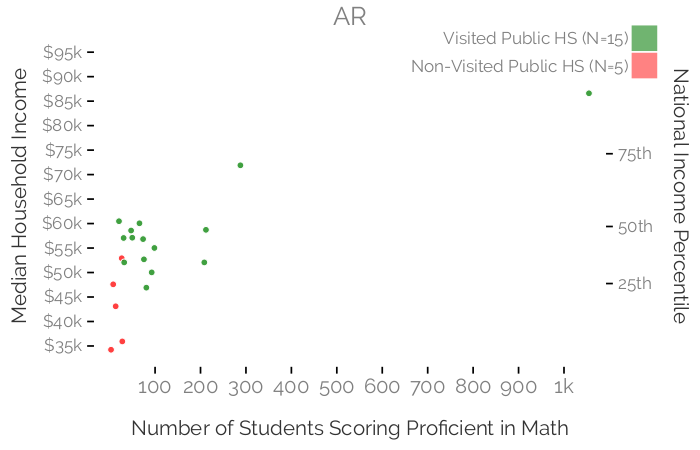 AR
Visited Public HS (N=15)
Non-Visited Public HS (N=5)
Median Household Income
$95k
$90k
$85k
$80k
$75k
$70k
$65k
$60k
$55k
$50k
$45k
$40k
$35k
75th
50th
25th
National Income Percentile
100 200 300 400 500 600 700 800 900 1k
Number of Students Scoring Proficient in Math